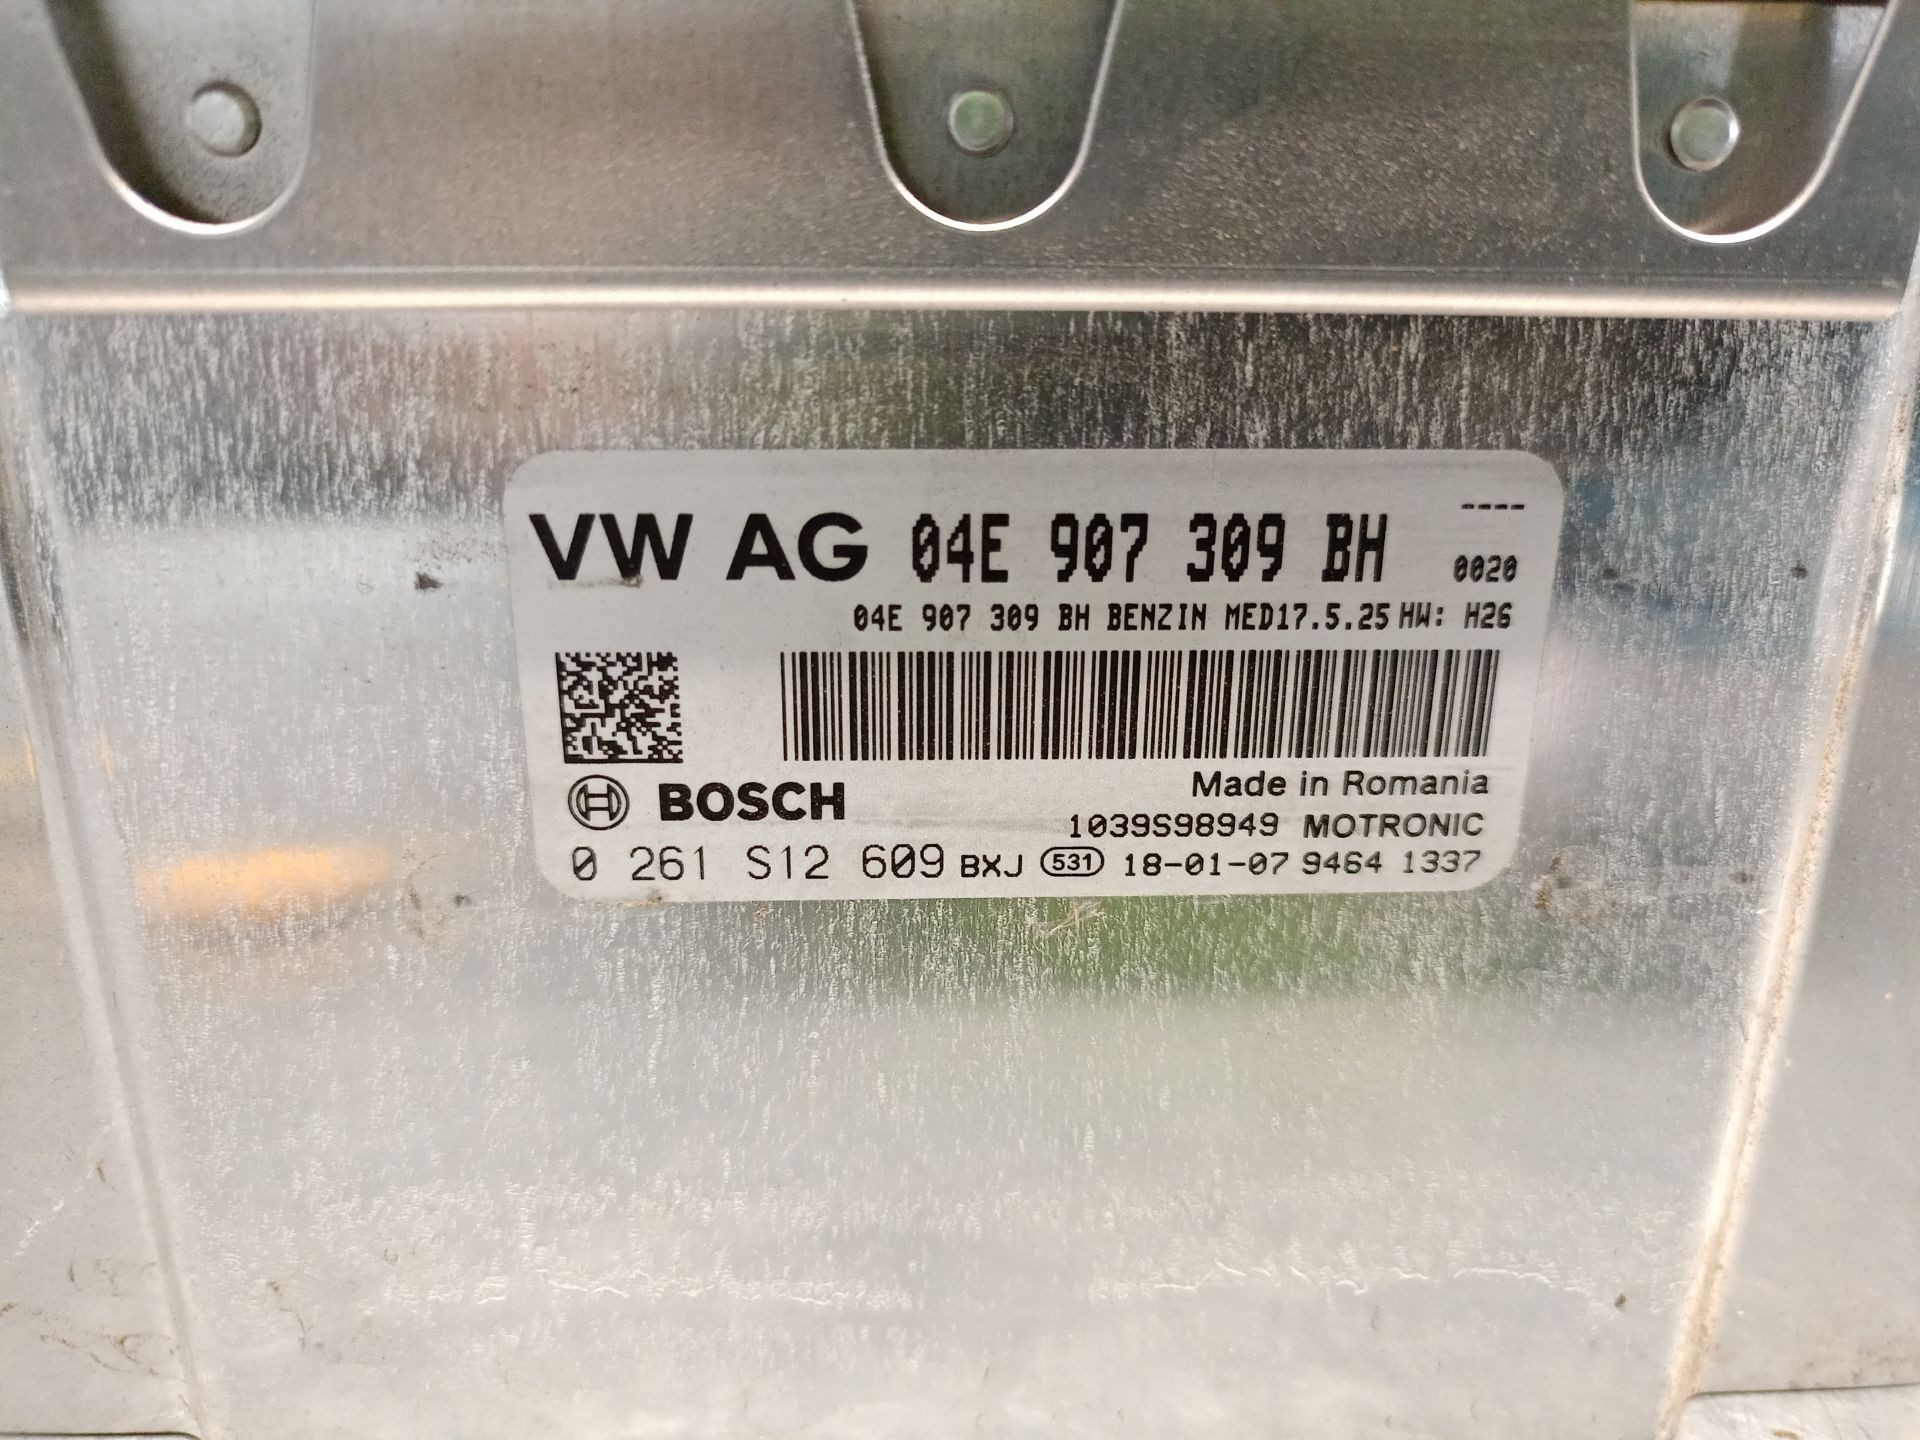 VW AG 04E 907 309 BH ----
0020
04E 907 309 BH BENZIN MED17.5.25 HW: H26
BOSCH
Made in Romania
1039S98949 MOTRONIC
0 261 S12 609 BXJ 531 18-01-07 9464 1337